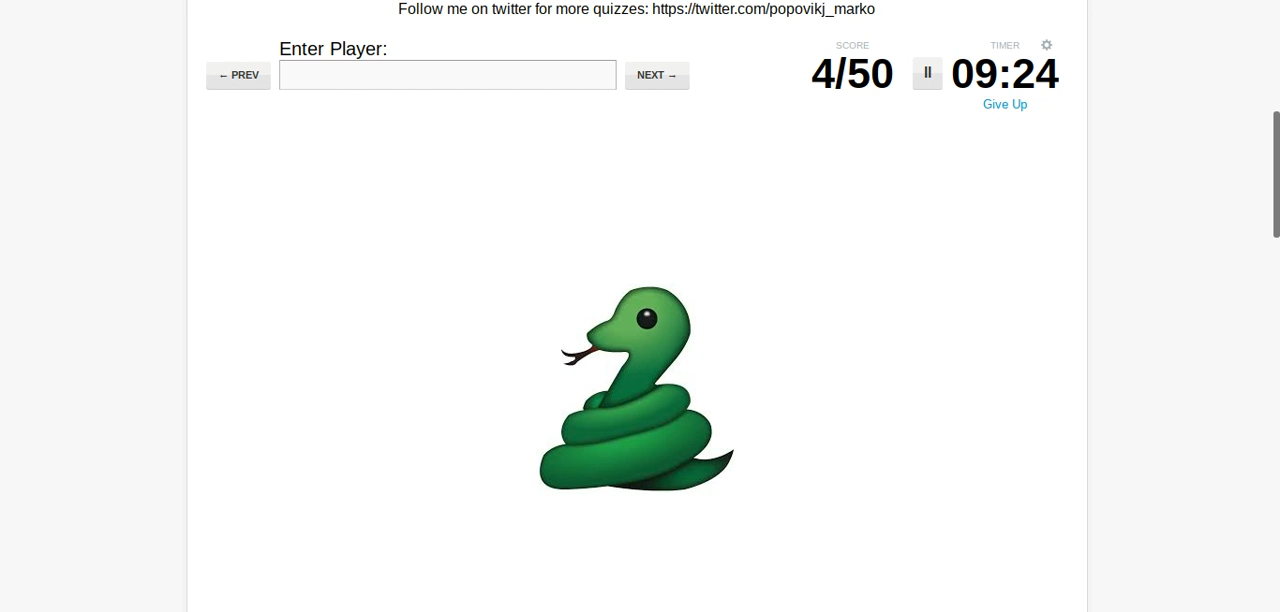 Follow me on twitter for more quizzes: https://twitter.com/popovikj_marko
Enter Player:
← PREV
NEXT →
SCORE
4/50
TIMER
09:24
Give Up